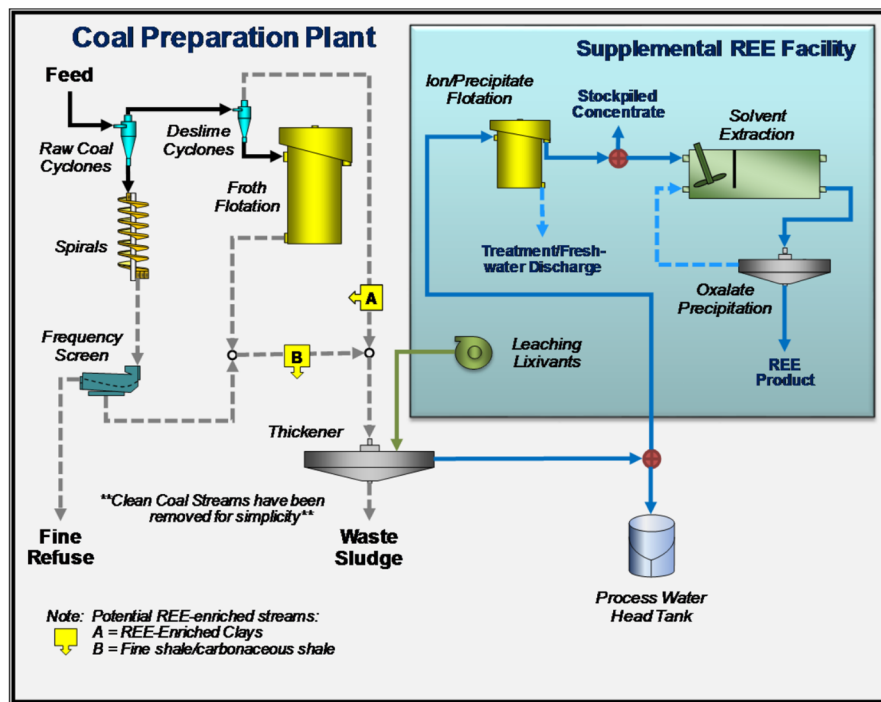 Coal Preparation Plant
Feed
Raw Coal
Cyclones
Deslime
Cyclones
Froth
Flotation
Spirals
Frequency
Screen
A
B
Thickener
**Clean Coal Streams have been
removed for simplicity**
Fine
Refuse
Waste
Sludge
Supplemental REE Facility
Ion/Precipitate
Flotation
Stockpiled
Concentrate
Solvent
Extraction
Treatment/Fresh-
water Discharge
Oxalate
Precipitation
Leaching
Lixivants
REE
Product
Process Water
Head Tank
Note: Potential REE-enriched streams:
A = REE-Enriched Clays
B = Fine shale/carbonaceous shale